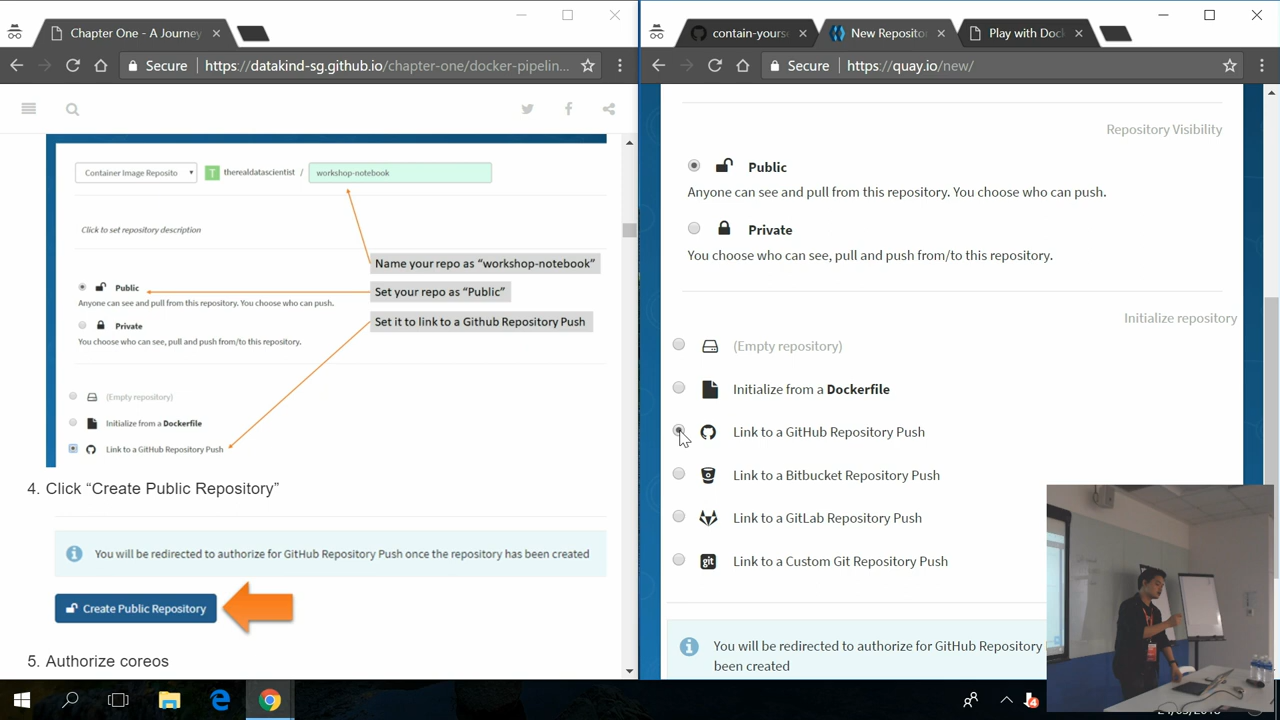 Chapter One - A Journey
Secure https://datakind-sg.github.io/chapter-one/docker-pipelin...
Container Image Reposito
T therealdatascientist / workshop-notebook
Click to set repository description
Name your repo as “workshop-notebook”
Public
Set your repo as “Public”
Anyone can see and pull from this repository. You choose who can push.
Private
Set it to link to a Github Repository Push
You choose who can see, pull and push from/to this repository.
(Empty repository)
Initialize from a Dockerfile
Link to a GitHub Repository Push
4. Click “Create Public Repository”
You will be redirected to authorize for GitHub Repository Push once the repository has been created
Create Public Repository
5. Authorize coreos
contain-yourse
New Repositor
Play with Doc
Secure https://quay.io/new/
Repository Visibility
Public
Anyone can see and pull from this repository. You choose who can push.
Private
You choose who can see, pull and push from/to this repository.
Initialize repository
(Empty repository)
Initialize from a Dockerfile
Link to a GitHub Repository Push
Link to a Bitbucket Repository Push
Link to a GitLab Repository Push
git Link to a Custom Git Repository Push
You will be redirected to authorize for GitHub Repository
been created
4